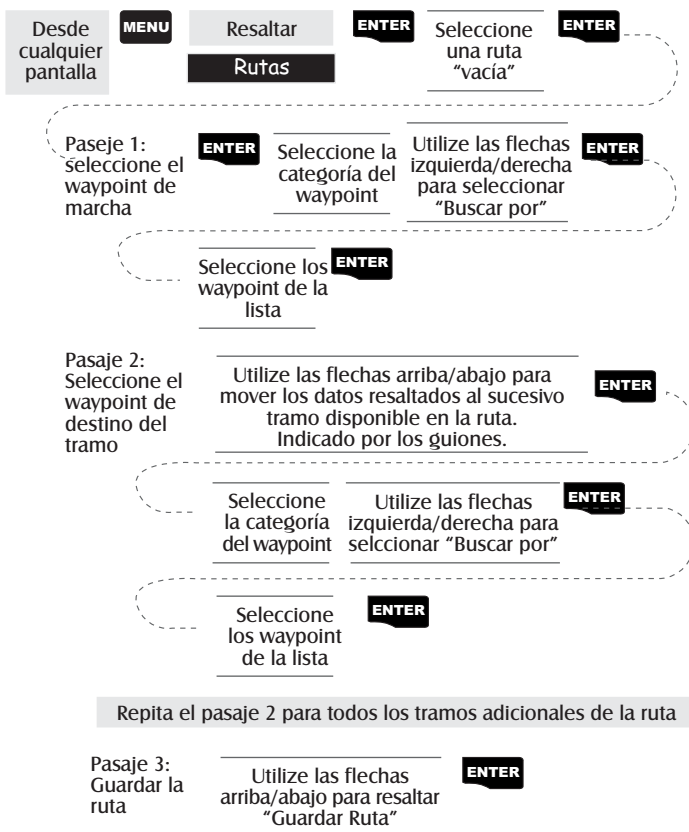 Desde cualquier pantalla
MENU
Resaltar
Rutas
ENTER
Seleccione una ruta “vacía”
ENTER
Paseje 1:
seleccione el
waypoint de
marcha
ENTER
Seleccione la
categoría del
waypoint
Utilize las flechas
izquierda/derecha
para seleccionar
“Buscar por”
ENTER
Seleccione los
waypoint de la
lista
ENTER
Pasaje 2:
Seleccione el
waypoint de
destino del
tramo
Utilize las flechas arriba/abajo para
mover los datos resaltados al sucesivo
tramo disponible en la ruta.
Indicado por los guiones.
ENTER
Seleccione
la categoría
del waypoint
Utilize las flechas
izquierda/derecha para
selccionar “Buscar por”
ENTER
Seleccione
los waypoint
de la lista
ENTER
Repita el pasaje 2 para todos los tramos adicionales de la ruta
Pasaje 3:
Guardar la
ruta
Utilize las flechas
arriba/abajo para resaltar
“Guardar Ruta”
ENTER